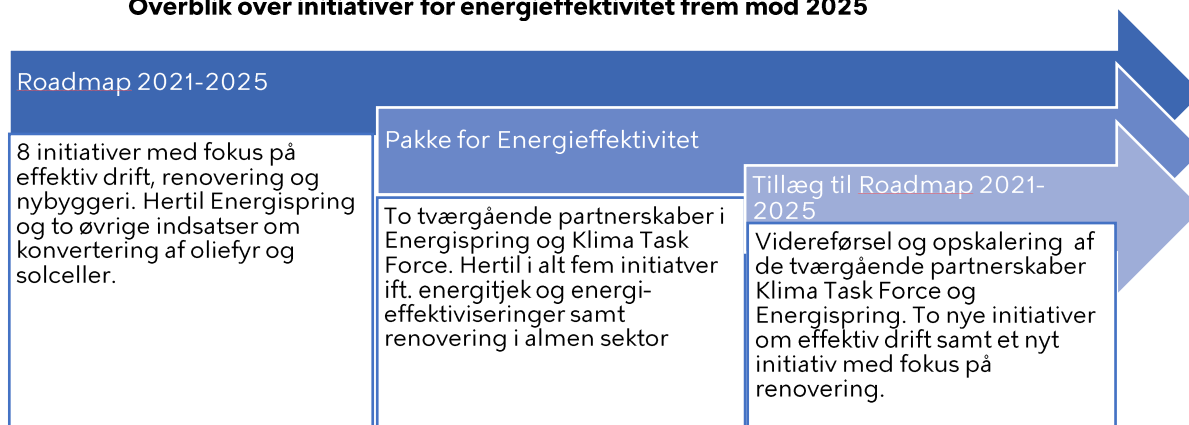 Overblik over initiativer for energieffektivitet frem mod 2025
Roadmap 2021-2025
8 initiativer med fokus på
effektiv drift, renovering og
nybyggeri. Hertil Energispring
og to øvrige indsatser om
konvertering af oliefyr og
solceller.
Pakke for Energieffektivitet
To tværgående partnerskaber i
Energispring og Klima Task
Force. Hertil i alt fem initiatver
ift. energitjek og energi-
effektiviseringer samt
renovering i almen sektor
Tillæg til Roadmap 2021-
2025
Videreførsel og opskalering  af
de tværgående partnerskaber
Klima Task Force og
Energispring. To nye initiativer
om effektiv drift samt et nyt
initiativ med fokus på
renovering.